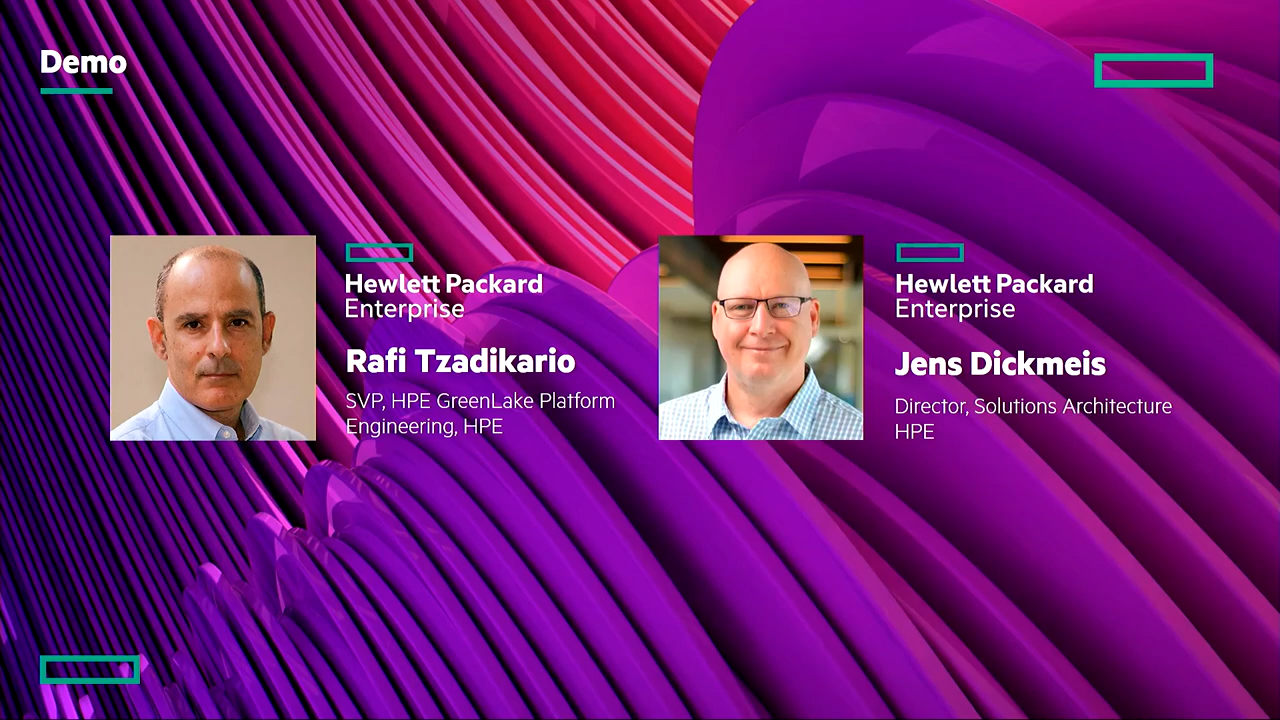 Demo
Hewlett Packard
Enterprise
Rafi Tzadikario
SVP, HPE GreenLake Platform
Engineering, HPE
Hewlett Packard
Enterprise
Jens Dickmeis
Director, Solutions Architecture
HPE